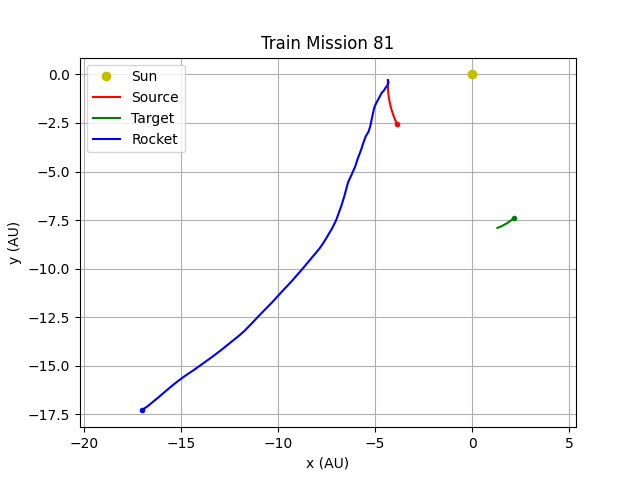 Train Mission 81
Sun
Source
Target
Rocket
0.0
−2.5
−5.0
−7.5
−10.0
−12.5
−15.0
−17.5
y (AU)
−20
−15
−10
−5
0
5
x (AU)